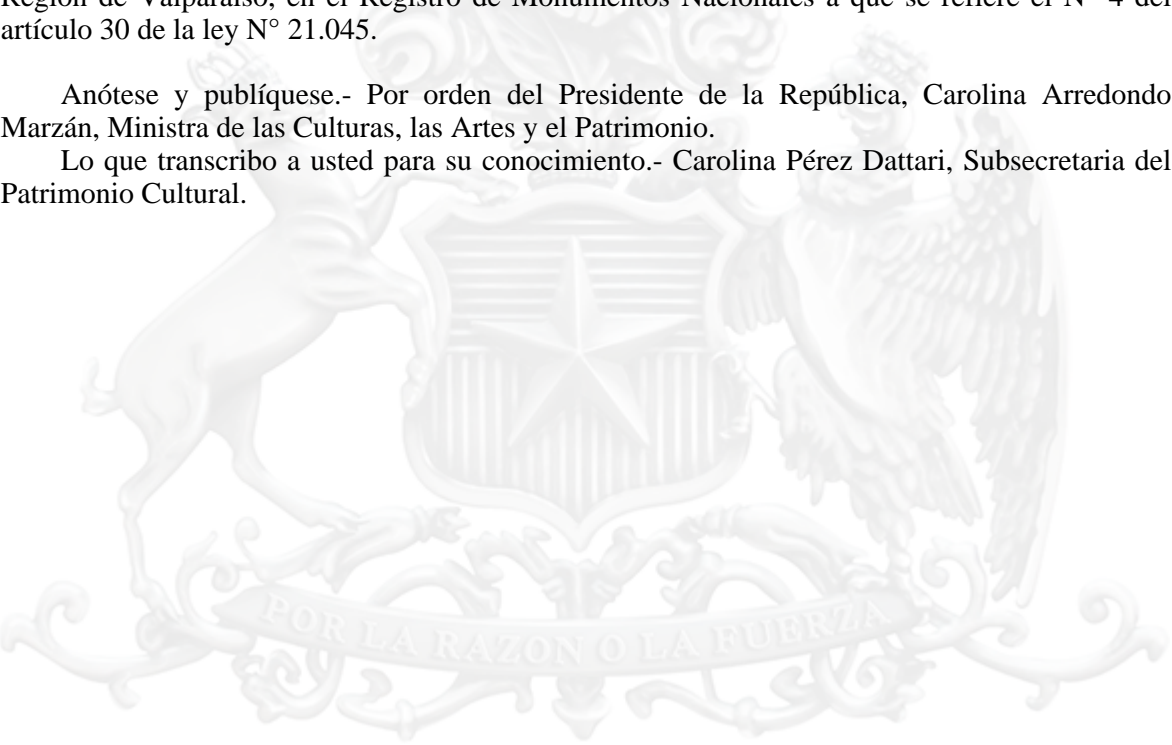 Región de Valparaíso, en el Registro de Monumentos Nacionales a que se refiere el N° 4 del
artículo 30 de la ley N° 21.045.
Anótese y publíquese.- Por orden del Presidente de la República, Carolina Arredondo
Marzán, Ministra de las Culturas, las Artes y el Patrimonio.
Lo que transcribo a usted para su conocimiento.- Carolina Pérez Dattari, Subsecretaria del
Patrimonio Cultural.
POR LA RAZON O LA FUERZA